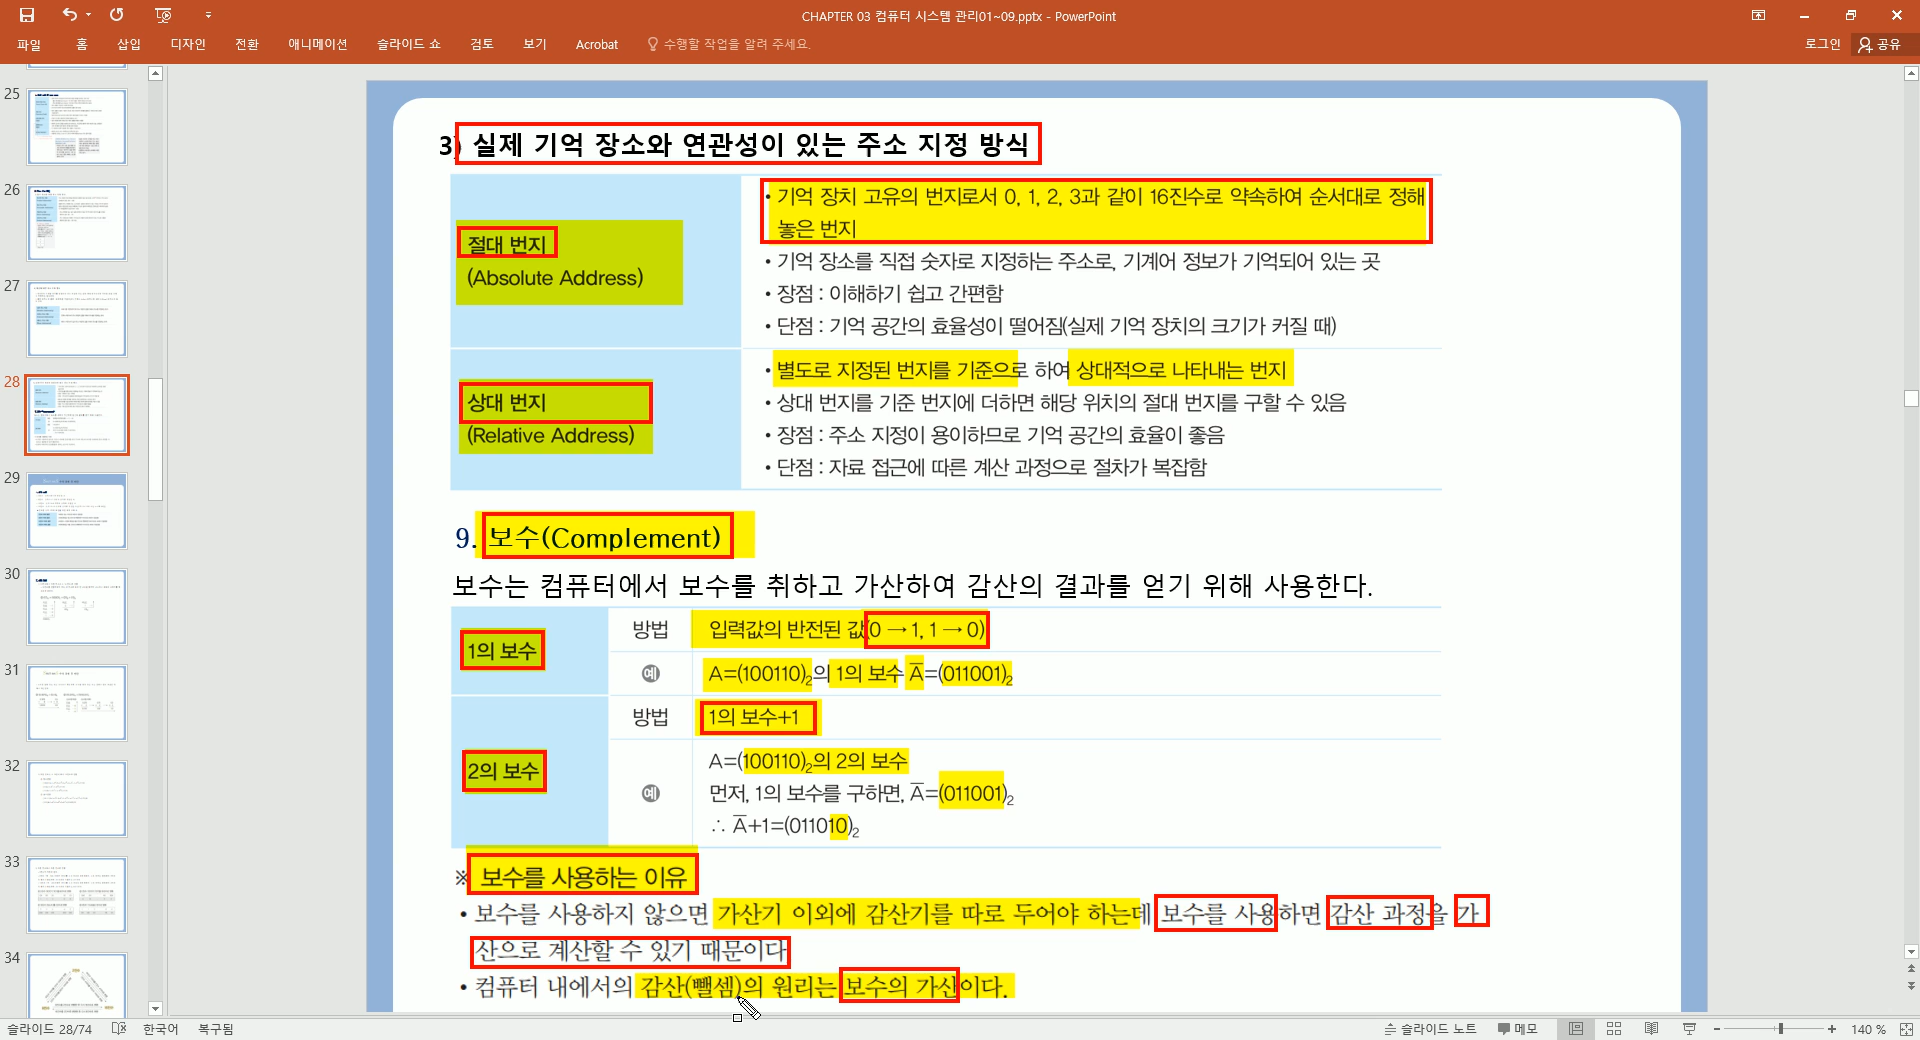 CHAPTER 03 컴퓨터 시스템 관리01~09.pptx - PowerPoint
파일 홈 삽입 디자인 전환 애니메이션 슬라이드 쇼 검토 보기 Acrobat 수행할 작업을 알려 주세요. 로그인 공유
25
26
27
28
29
30
31
32
33
34
3) 실제 기억 장소와 연관성이 있는 주소 지정 방식
절대 번지
(Absolute Address)
• 기억 장치 고유의 번지로서 0, 1, 2, 3과 같이 16진수로 약속하여 순서대로 정해
놓은 번지
• 기억 장소를 직접 숫자로 지정하는 주소로, 기계어 정보가 기억되어 있는 곳
• 장점 : 이해하기 쉽고 간편함
• 단점 : 기억 공간의 효율성이 떨어짐(실제 기억 장치의 크기가 커질 때)
상대 번지
(Relative Address)
• 별도로 지정된 번지를 기준으로 하여 상대적으로 나타내는 번지
• 상대 번지를 기준 번지에 더하면 해당 위치의 절대 번지를 구할 수 있음
• 장점 : 주소 지정이 용이하므로 기억 공간의 효율이 좋음
• 단점 : 자료 접근에 따른 계산 과정으로 절차가 복잡함
9. 보수(Complement)
보수는 컴퓨터에서 보수를 취하고 가산하여 감산의 결과를 얻기 위해 사용한다.
1의 보수
방법 입력값의 반전된 값(0 → 1, 1 → 0)
예 A=(100110)₂의 1의 보수 A̅=(011001)₂
2의 보수
방법 1의 보수+1
예 A=(100110)₂의 2의 보수
먼저, 1의 보수를 구하면, A̅=(011001)₂
∴ A̅+1=(011010)₂
※ 보수를 사용하는 이유
• 보수를 사용하지 않으면 가산기 이외에 감산기를 따로 두어야 하는데 보수를 사용하면 감산 과정을 가
산으로 계산할 수 있기 때문이다
• 컴퓨터 내에서의 감산(뺄셈)의 원리는 보수의 가산이다.
슬라이드 28/74 한국어 복구됨 슬라이드 노트 메모 140 %